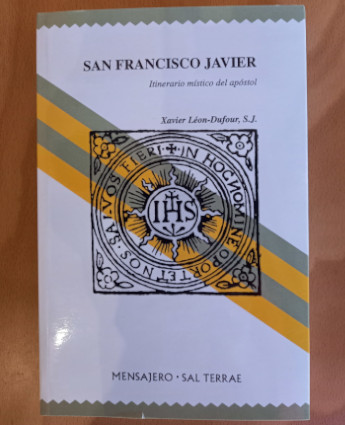 SAN FRANCISCO JAVIER
Itinerario místico del apóstol
Xavier Léon-Dufour, S.J.
IN HOC NOMINE OPORTET NOS SALVOS FIERI
IHS
MENSAJERO · SAL TERRAE